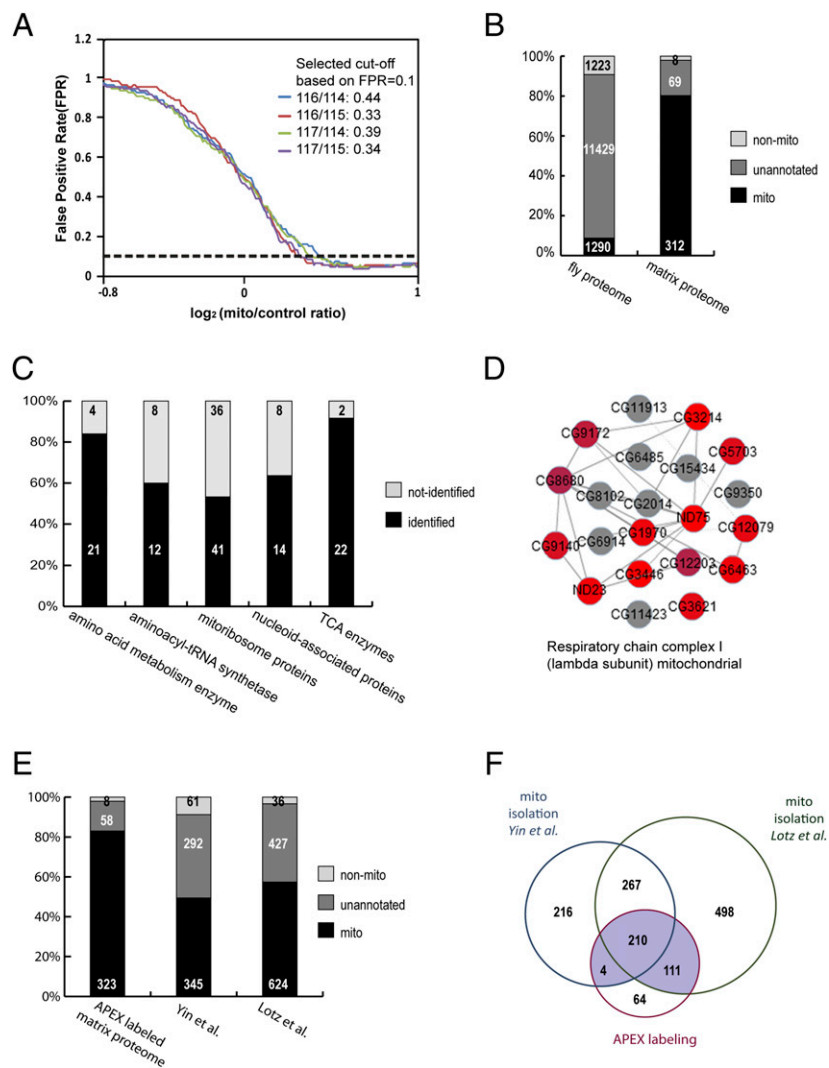 A
1.2
1
0.8
0.6
0.4
0.2
0
False Positive Rate(FPR)
Selected cut-off
based on FPR=0.1
116/114: 0.44
116/115: 0.33
117/114: 0.39
117/115: 0.34
-0.8
0
1
log2 (mito/control ratio)
B
100%
80%
60%
40%
20%
0%
1223
11429
1290
8
69
312
non-mito
unannotated
mito
fly proteome
matrix proteome
C
100%
80%
60%
40%
20%
0%
4
8
36
8
2
21
12
41
14
22
not-identified
identified
amino acid metabolism enzyme
aminoacyl-tRNA synthetase
mitoribosome proteins
nucleoid-associated proteins
TCA enzymes
D
CG11913
CG3214
CG9172
CG6485
CG5703
CG15434
CG8680
CG8102
CG2014
CG9350
ND75
CG1970
CG12079
CG6914
CG9140
CG12203
CG6463
CG3446
ND23
CG3621
CG11423
Respiratory chain complex I
(lambda subunit) mitochondrial
E
100%
80%
60%
40%
20%
0%
8
58
323
61
292
345
36
427
624
non-mito
unannotated
mito
APEX labeled
matrix proteome
Yin et al.
Lotz et al.
F
mito
isolation
Yin et al.
mito
isolation
Lotz et al.
267
216
498
210
4
111
64
APEX labeling